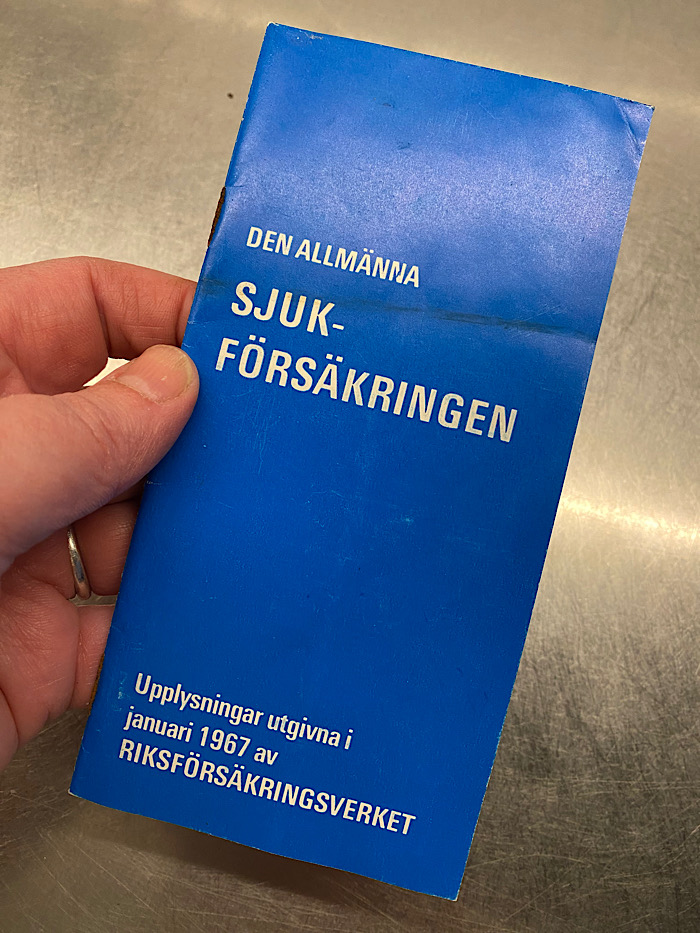 DEN ALLMÄNNA
SJUK-
FÖRSÄKRINGEN
Upplysningar utgivna i
januari 1967 av
RIKSFÖRSÄKRINGSVERKET